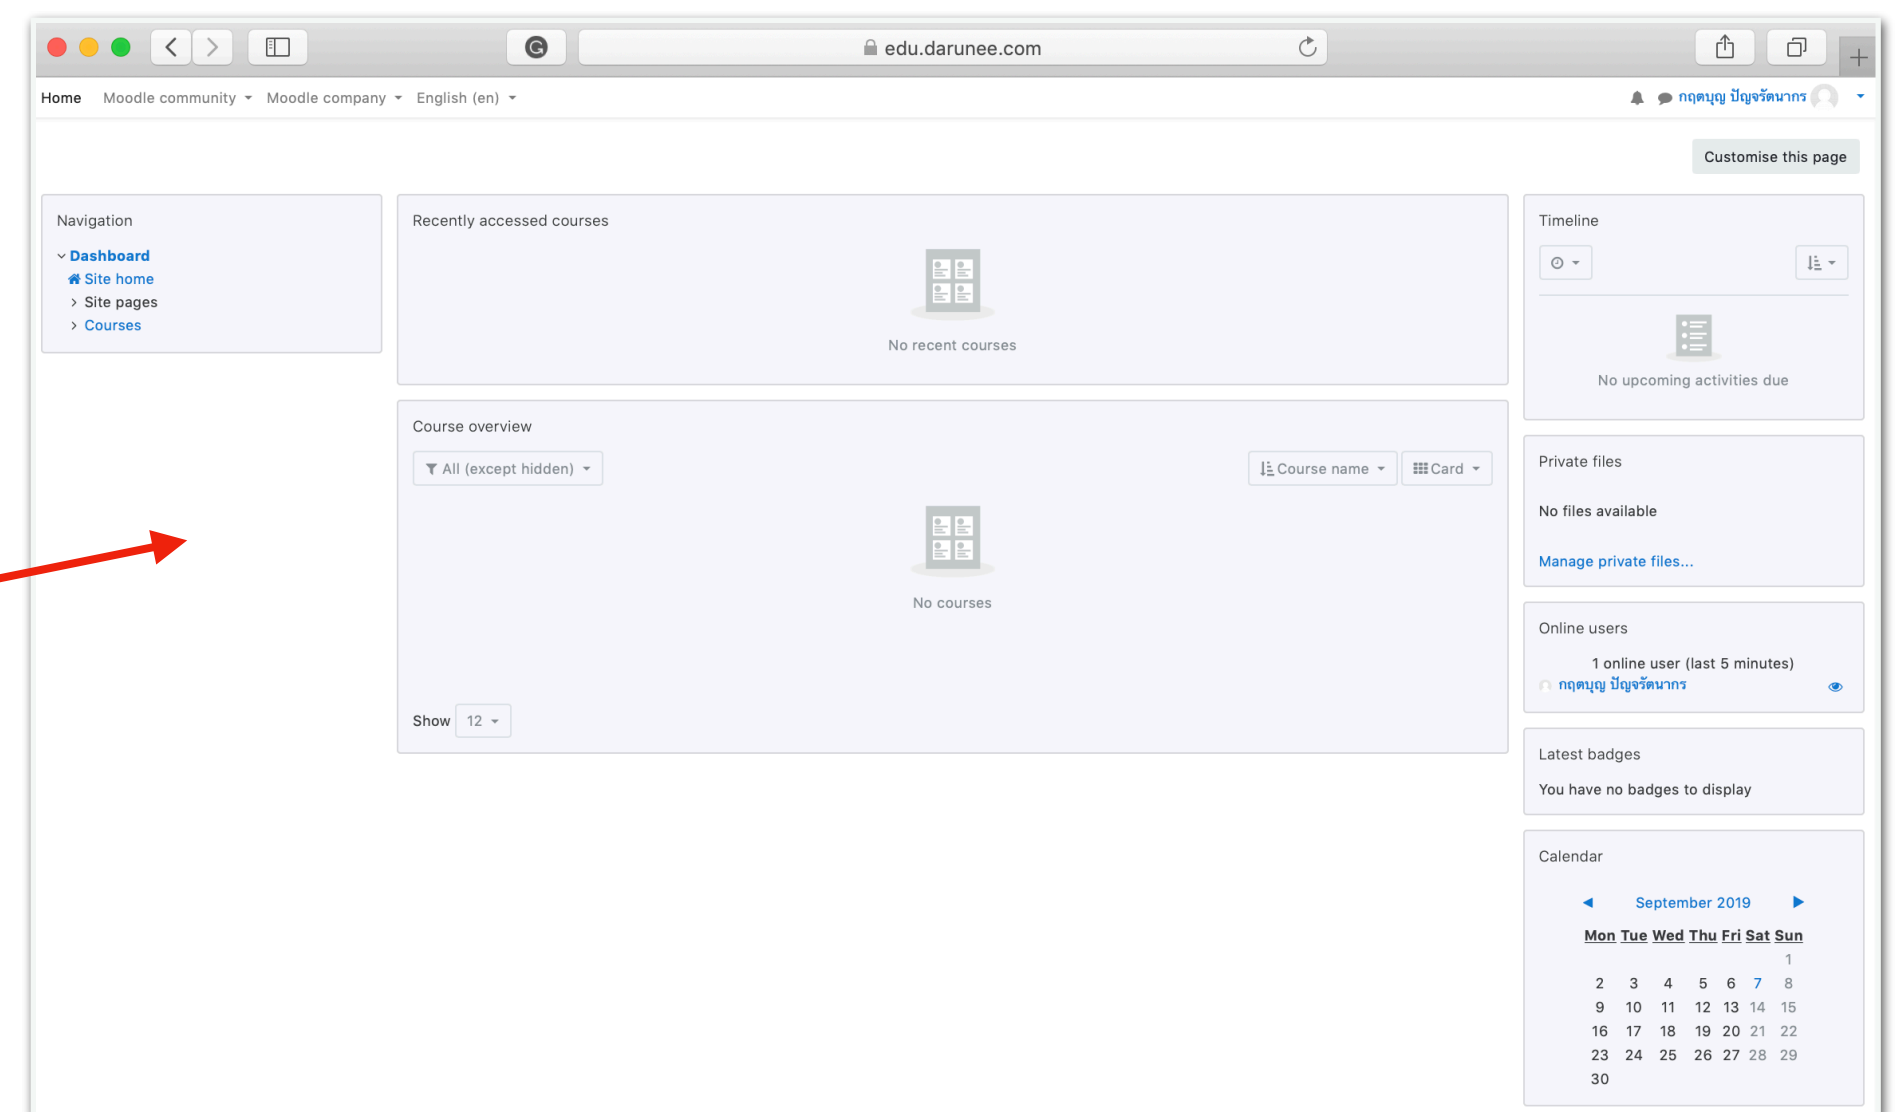 edu.darunee.com
Home Moodle community Moodle company English (en) กฤตบุญ ปัญจรัตนากร
Customise this page
Navigation
Dashboard
Site home
Site pages
Courses
Recently accessed courses
No recent courses
Course overview
All (except hidden) Course name Card
No courses
Show 12
Timeline
No upcoming activities due
Private files
No files available
Manage private files...
Online users
1 online user (last 5 minutes)
กฤตบุญ ปัญจรัตนากร
Latest badges
You have no badges to display
Calendar
September 2019
Mon Tue Wed Thu Fri Sat Sun
1
2 3 4 5 6 7 8
9 10 11 12 13 14 15
16 17 18 19 20 21 22
23 24 25 26 27 28 29
30